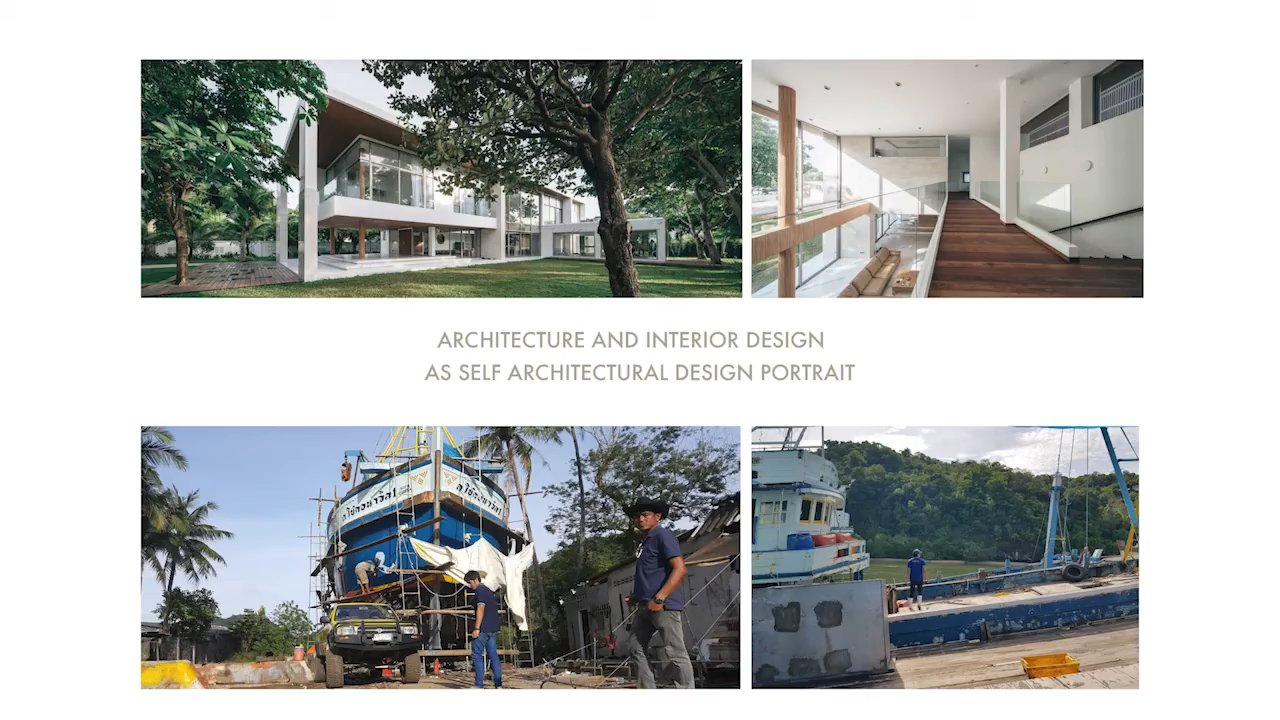 ARCHITECTURE AND INTERIOR DESIGN
AS SELF ARCHITECTURAL DESIGN PORTRAIT